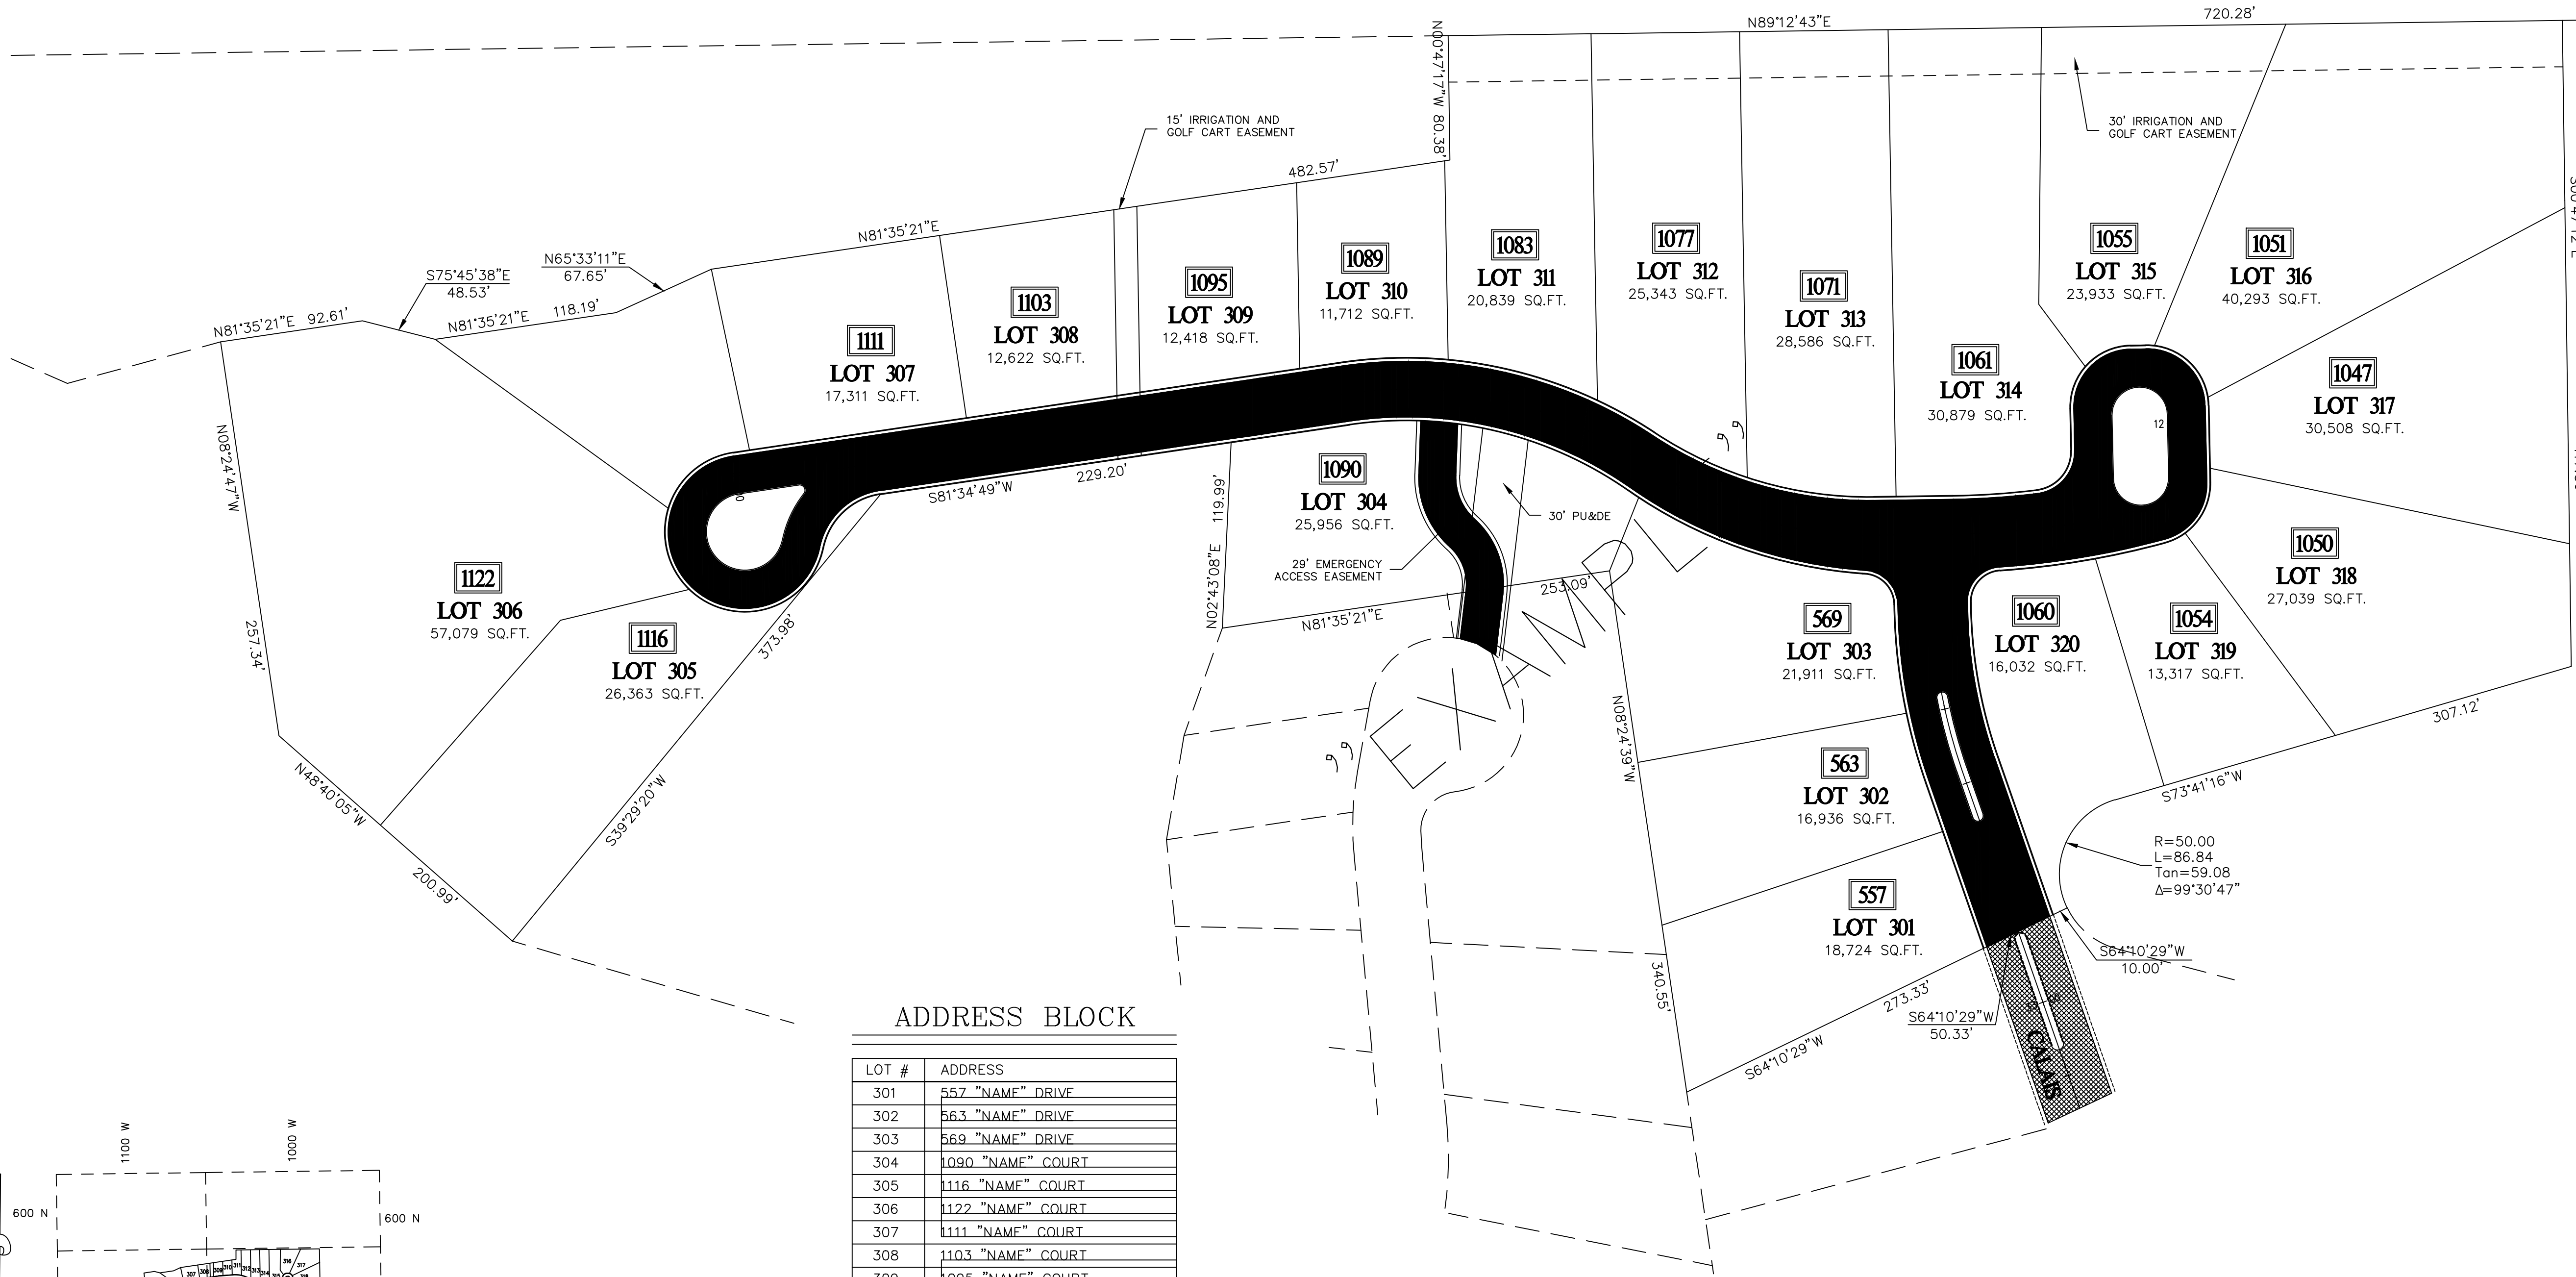 N89°12'43"E
720.28'
N00°47'17"W 80.38'
15' IRRIGATION AND
GOLF CART EASEMENT
30' IRRIGATION AND
GOLF CART EASEMENT
482.57'
N81°35'21"E
N65°33'11"E
67.65'
S75°45'38"E
48.53'
N81°35'21"E 118.19'
N81°35'21"E 92.61'
N08°24'47"W
257.34'
1111
LOT 307
17,311 SQ.FT.
1103
LOT 308
12,622 SQ.FT.
1095
LOT 309
12,418 SQ.FT.
1089
LOT 310
11,712 SQ.FT.
1083
LOT 311
20,839 SQ.FT.
1077
LOT 312
25,343 SQ.FT.
1071
LOT 313
28,586 SQ.FT.
1061
LOT 314
30,879 SQ.FT.
1055
LOT 315
23,933 SQ.FT.
1051
LOT 316
40,293 SQ.FT.
1047
LOT 317
30,508 SQ.FT.
12
1050
LOT 318
27,039 SQ.FT.
1054
LOT 319
13,317 SQ.FT.
1060
LOT 320
16,032 SQ.FT.
569
LOT 303
21,911 SQ.FT.
563
LOT 302
16,936 SQ.FT.
557
LOT 301
18,724 SQ.FT.
1090
LOT 304
25,956 SQ.FT.
30' PU&DE
29' EMERGENCY
ACCESS EASEMENT
S81°34'49"W
229.20'
N02°43'08"E 119.99'
N81°35'21"E
253.09'
"EXAMPL
"
1122
LOT 306
57,079 SQ.FT.
1116
LOT 305
26,363 SQ.FT.
373.98'
S39°29'20"W
N48°40'05"W
200.99'
N08°24'39"W
340.55'
S64°10'29"W
273.33'
S64°10'29"W
50.33'
S64°10'29"W
10.00'
S73°41'16"W
307.12'
R=50.00
L=86.84
Tan=59.08
Δ=99°30'47"
CALAIS
ADDRESS BLOCK
LOT # ADDRESS
301 557 "NAME" DRIVE
302 563 "NAME" DRIVE
303 569 "NAME" DRIVE
304 1090 "NAME" COURT
305 1116 "NAME" COURT
306 1122 "NAME" COURT
307 1111 "NAME" COURT
308 1103 "NAME" COURT
1100 W
1000 W
600 N
600 N
307 308 309 310 311 312 313 314 316 317